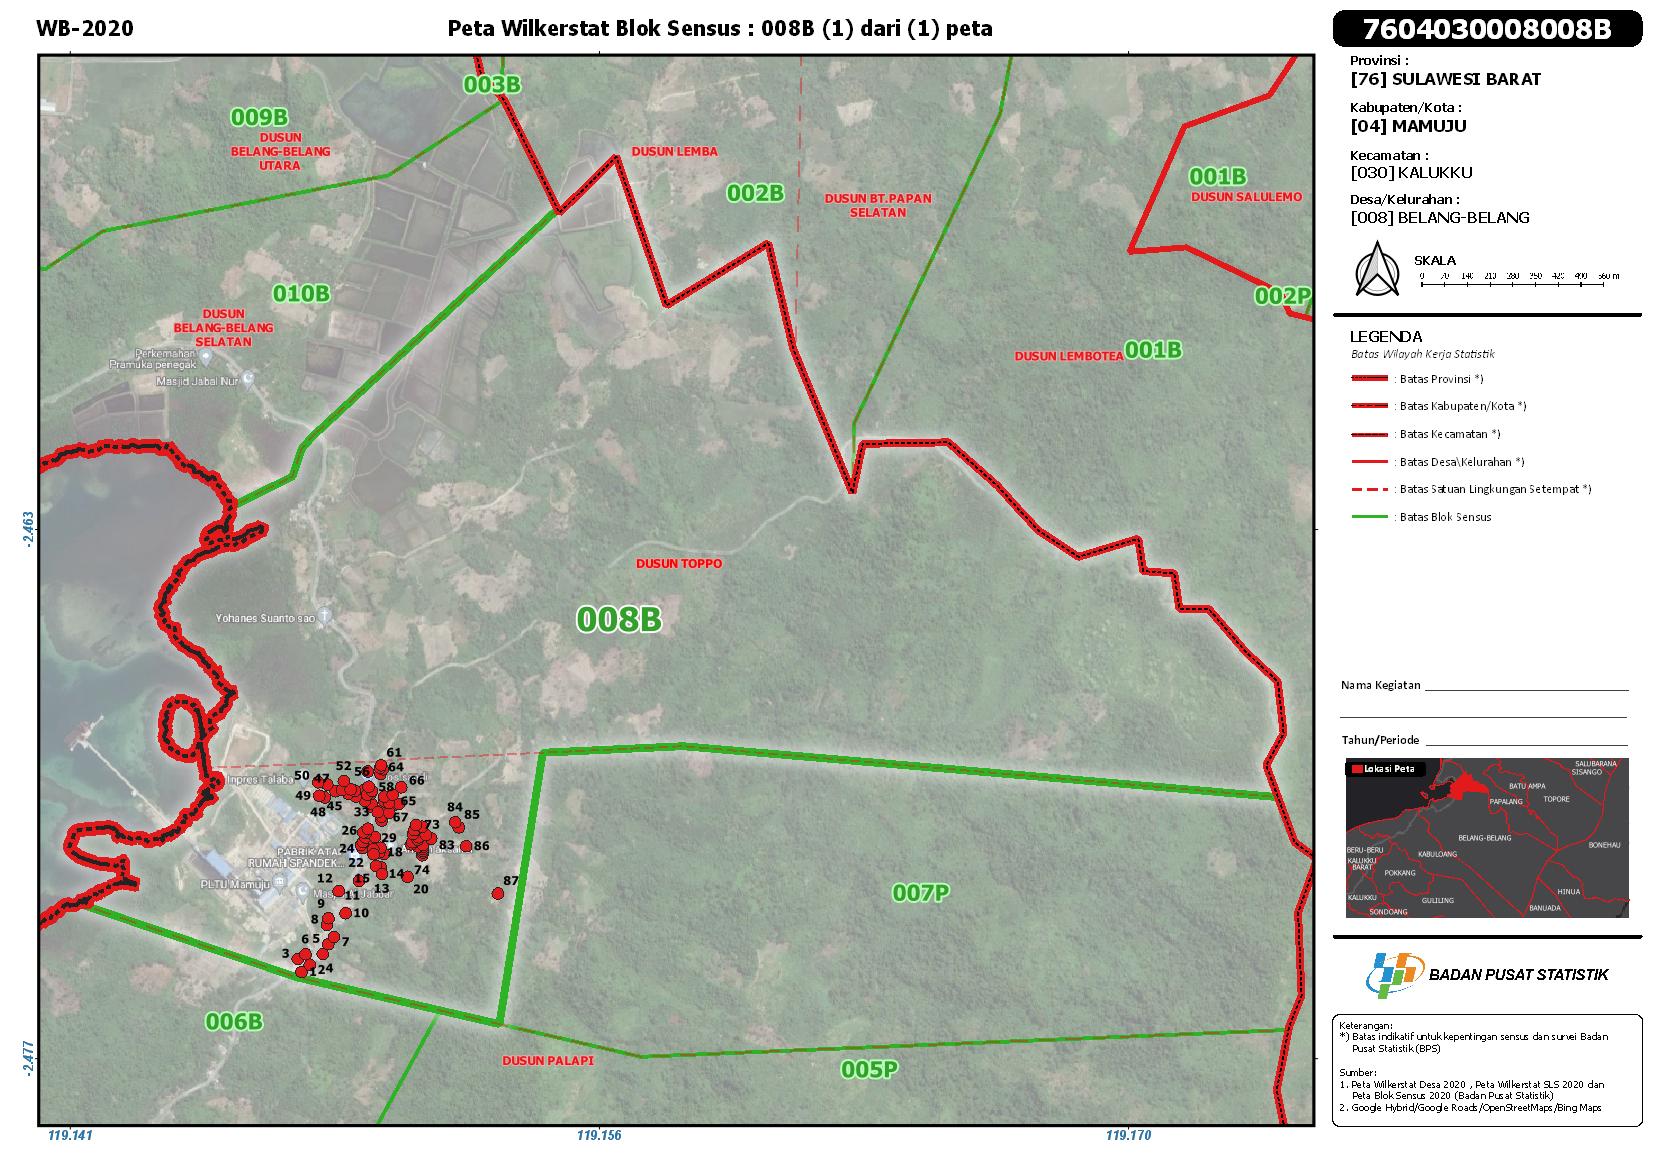 WB-2020
Peta Wilkerstat Blok Sensus : 008B (1) dari (1) peta
7604030008008B
Provinsi :
[76] SULAWESI BARAT
Kabupaten/Kota :
[04] MAMUJU
Kecamatan :
[030] KALUKKU
Desa/Kelurahan :
[008] BELANG-BELANG
SKALA
0 70 140 210 280 350 420 490 560 m
LEGENDA
Batas Wilayah Kerja Statistik
: Batas Provinsi *)
: Batas Kabupaten/Kota *)
: Batas Kecamatan *)
: Batas Desa\Kelurahan *)
: Batas Satuan Lingkungan Setempat *)
: Batas Blok Sensus
Nama Kegiatan
Tahun/Periode
Lokasi Peta
SALUBARANA
SISANGO
BATU AMPA
PAPALANG
TOPORE
BELANG-BELANG
BONEHAU
BERU-BERU
KALUKKU
BARAT
KABULOANG
POKKANG
HINUA
KALUKKU
GULILING
SONDOANG
BANUADA
BADAN PUSAT STATISTIK
Keterangan:
*) Batas indikatif untuk kepentingan sensus dan survei Badan
Pusat Statistik (BPS)
Sumber:
1. Peta Wilkerstat Desa 2020 , Peta Wilkerstat SLS 2020 dan
Peta Blok Sensus 2020 (Badan Pusat Statistik)
2. Google Hybrid/Google Roads/OpenStreetMaps/Bing Maps
003B
009B
DUSUN
BELANG-BELANG
UTARA
DUSUN LEMBA
002B
DUSUN BT.PAPAN
SELATAN
001B
DUSUN SALULEMO
010B
002P
DUSUN
BELANG-BELANG
SELATAN
Perkemahan
Pramuka penegak
Masjid Jabal Nur
DUSUN LEMBOTEA
001B
-2.463
DUSUN TOPPO
008B
Yohanes Suanto sao
61
64
50
47
52
56
66
Inpres Talaba
58
49
48
45
33
65
67
84
85
26
24
29
73
83
86
18
PABRIK ATA
RUMAH SPANDEK...
22
74
14
PLTU Mamuju
12
15
13
20
87
11
9
10
8
6
5
7
3
1
2
4
007P
006B
DUSUN PALAPI
005P
-2.477
119.141
119.156
119.170